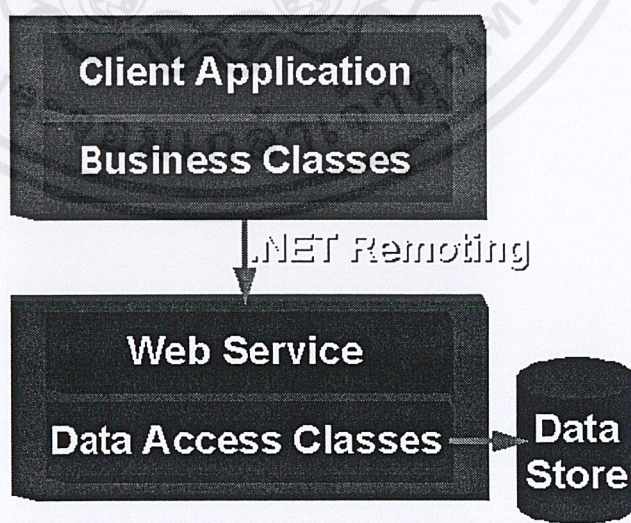 Client Application
Business Classes
.NET Remoting
Web Service
Data Access Classes
Data
Store